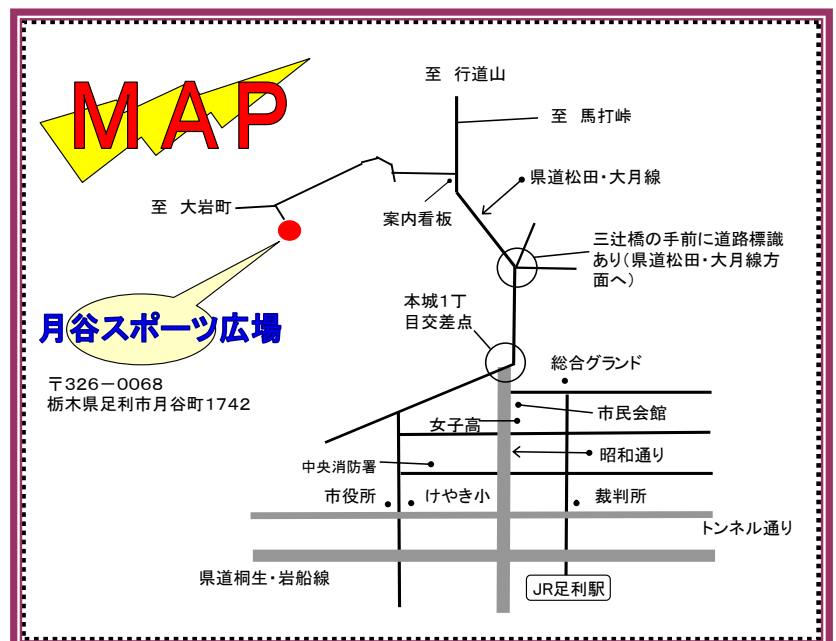 MAP
至 行道山
至 馬打峠
県道松田・大月線
至 大岩町
案内看板
三辻橋の手前に道路標識
あり(県道松田・大月線方
面へ)
月谷スポーツ広場
本城1丁
目交差点
〒326-0068
栃木県足利市月谷町1742
総合グランド
市民会館
女子高
昭和通り
中央消防署
市役所
けやき小
裁判所
トンネル通り
県道桐生・岩船線
JR足利駅